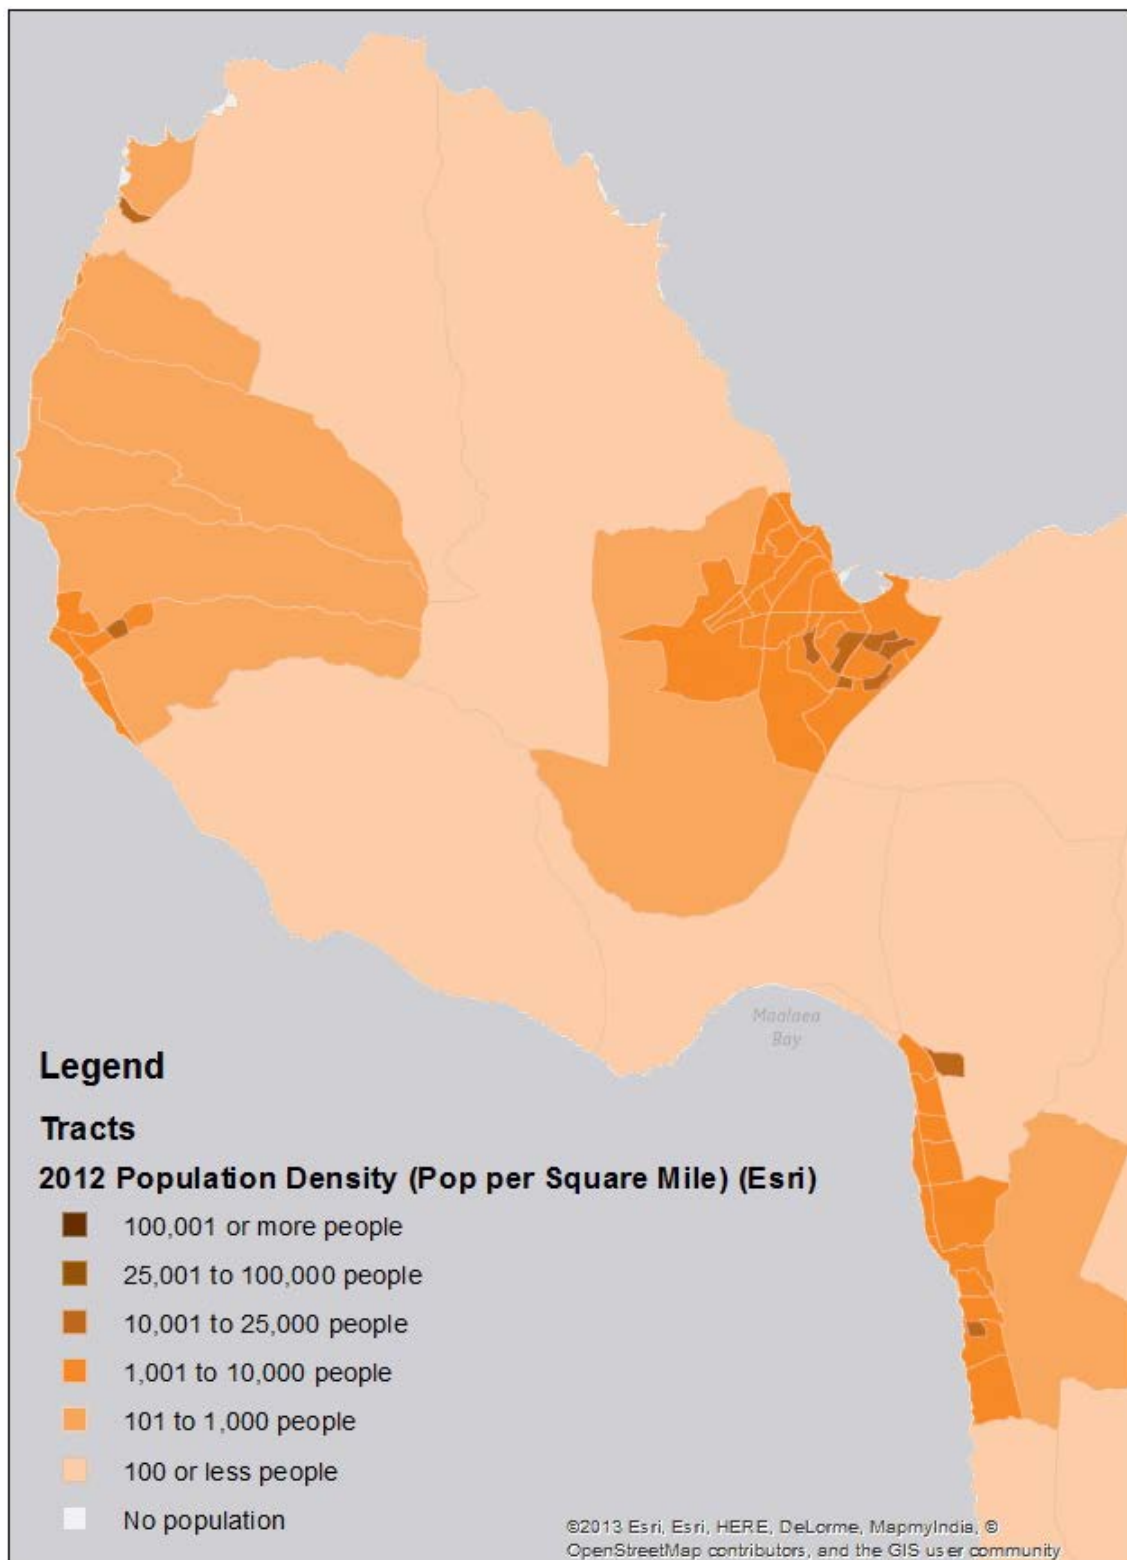 Maalaea
Bay
Legend
Tracts
2012 Population Density (Pop per Square Mile) (Esri)
100,001 or more people
25,001 to 100,000 people
10,001 to 25,000 people
1,001 to 10,000 people
101 to 1,000 people
100 or less people
No population
©2013 Esri, Esri, HERE, DeLorme, MapmyIndia, ©
OpenStreetMap contributors, and the GIS user community